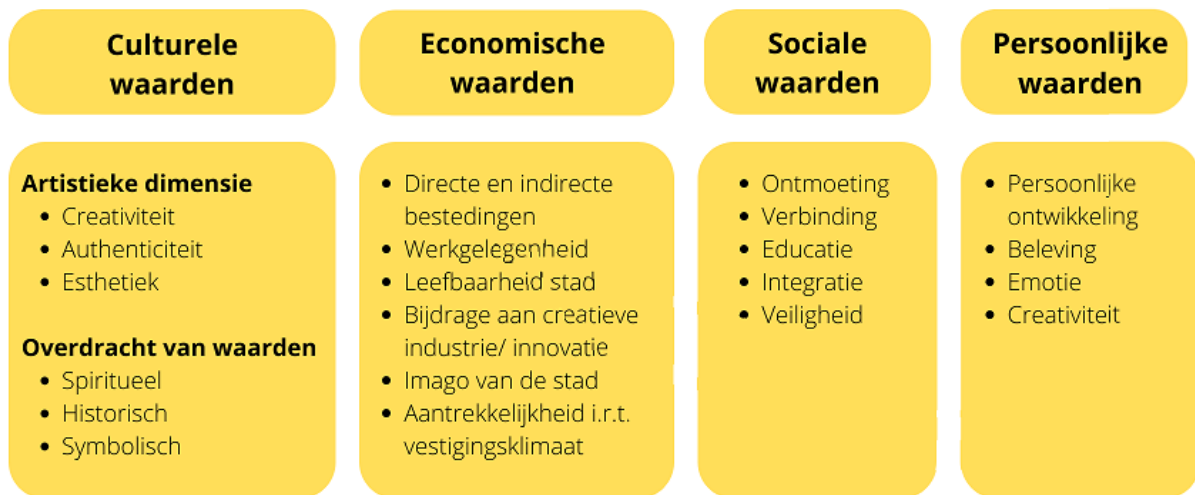 Culturele
waarden
Economische
waarden
Sociale
waarden
Persoonlijke
waarden
Artistieke dimensie
• Creativiteit
• Authenticiteit
• Esthetiek
Overdracht van waarden
• Spiritueel
• Historisch
• Symbolisch
• Directe en indirecte
bestedingen
• Werkgelegenheid
• Leefbaarheid stad
• Bijdrage aan creatieve
industrie/ innovatie
• Imago van de stad
• Aantrekkelijkheid i.r.t.
vestigingsklimaat
• Ontmoeting
• Verbinding
• Educatie
• Integratie
• Veiligheid
• Persoonlijke
ontwikkeling
• Beleving
• Emotie
• Creativiteit